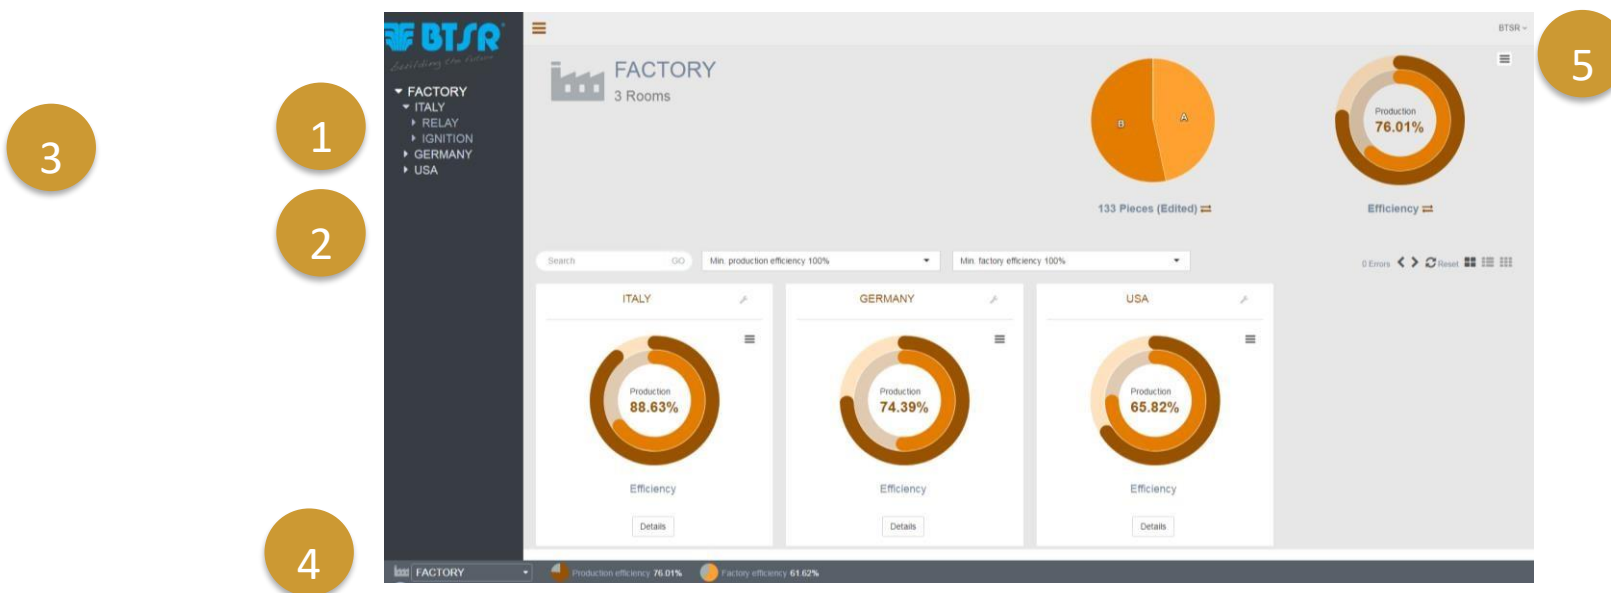 BTSR
Building the future
BTSR
5
FACTORY
3 Rooms
FACTORY
ITALY
RELAY
IGNITION
GERMANY
USA
1
3
2
B
A
133 Pieces (Edited)
Production
76.01%
Efficiency
Search
GO
Min. production efficiency 100%
Min. factory efficiency 100%
0 Errors
Reset
ITALY
Production
88.63%
Efficiency
Details
GERMANY
Production
74.39%
Efficiency
Details
USA
Production
65.82%
Efficiency
Details
4
FACTORY
Production efficiency 76.01%
Factory efficiency 61.62%